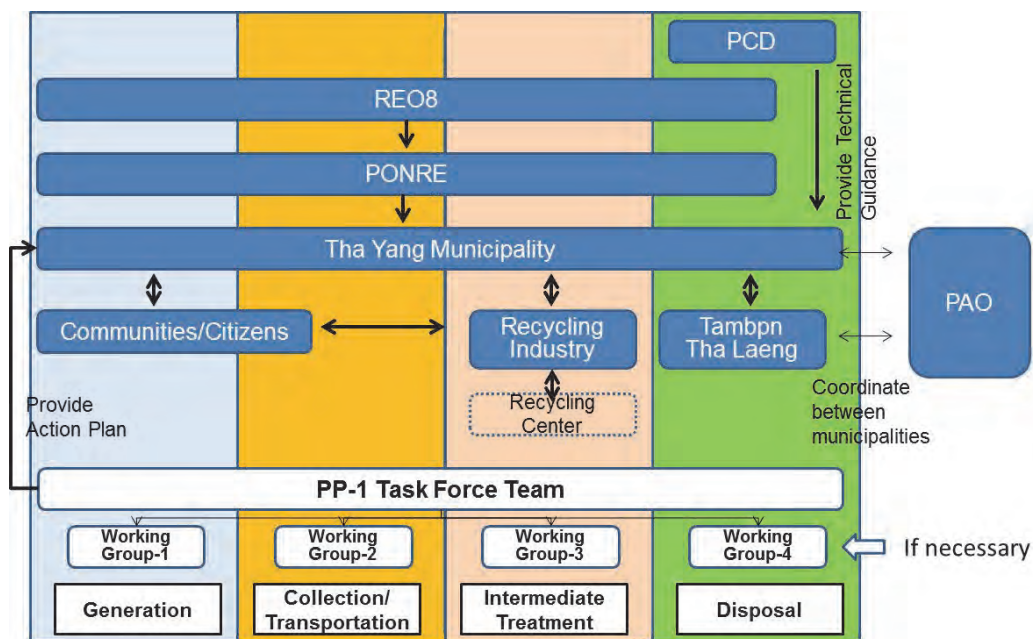 PCD
REO8
Provide Technical
Guidance
PONRE
Tha Yang Municipality
PAO
Communities/Citizens
Recycling
Industry
Tambpn
Tha Laeng
Recycling
Center
Provide
Action Plan
Coordinate
between
municipalities
PP-1 Task Force Team
Working
Group-1
Working
Group-2
Working
Group-3
Working
Group-4
If necessary
Generation
Collection/
Transportation
Intermediate
Treatment
Disposal